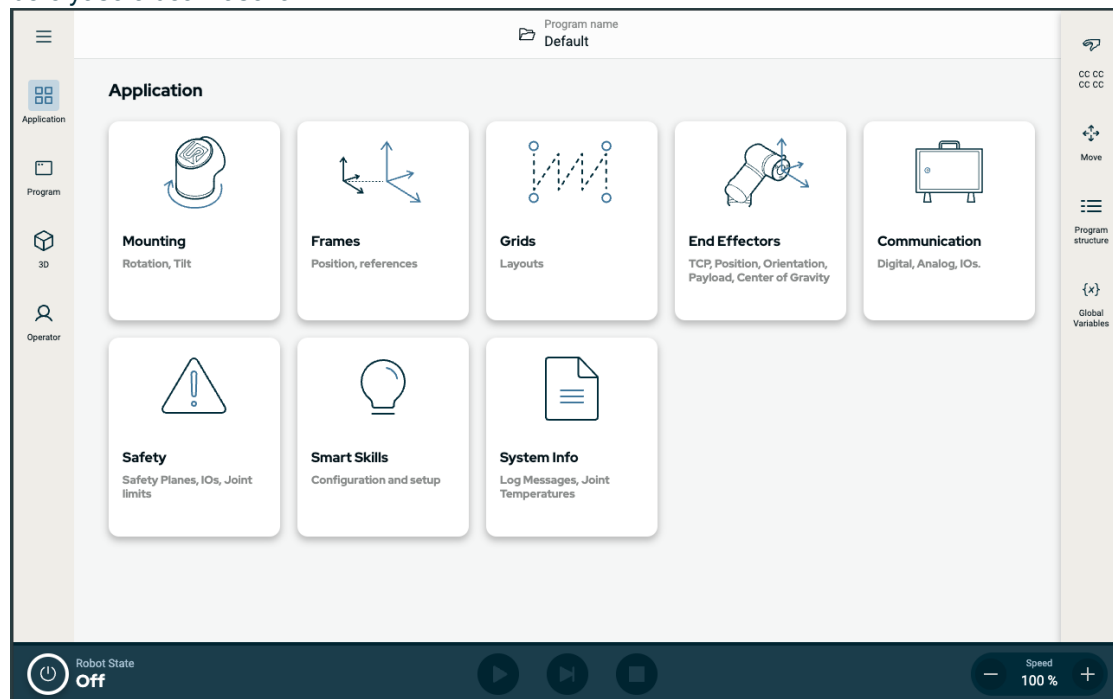 Program name
Default
CC CC
CC CC
Application
Application
Program
3D
Operator
Mounting
Rotation, Tilt
Frames
Position, references
Grids
Layouts
End Effectors
TCP, Position, Orientation,
Payload, Center of Gravity
Communication
Digital, Analog, IOs.
Safety
Safety Planes, IOs, Joint
limits
Smart Skills
Configuration and setup
System Info
Log Messages, Joint
Temperatures
Move
Program
structure
{x}
Global
Variables
Robot State
Off
Speed
100 %